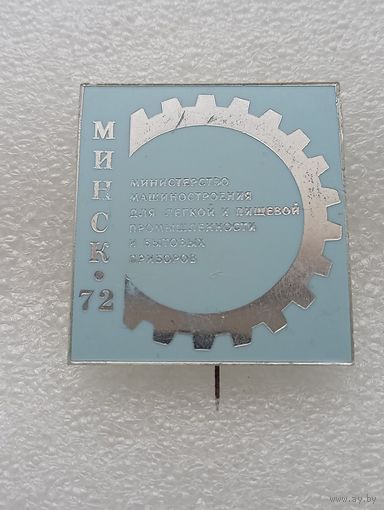 МИНСК • 72
МИНИСТЕРСТВО
МАШИНОСТРОЕНИЯ
ДЛЯ ЛЕГКОЙ И ПИЩЕВОЙ
ПРОМЫШЛЕННОСТИ
И БЫТОВЫХ
ПРИБОРОВ
www.ay.by